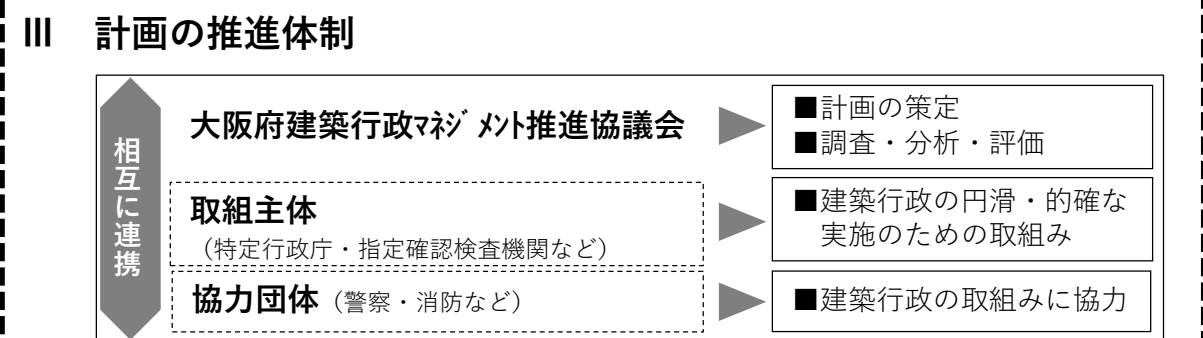 Ⅲ 計画の推進体制
相互に連携
大阪府建築行政ﾏﾈｼﾞﾒﾝﾄ推進協議会
■計画の策定
■調査・分析・評価
取組主体
（特定行政庁・指定確認検査機関など）
■建築行政の円滑・的確な
実施のための取組み
協力団体（警察・消防など）
■建築行政の取組みに協力